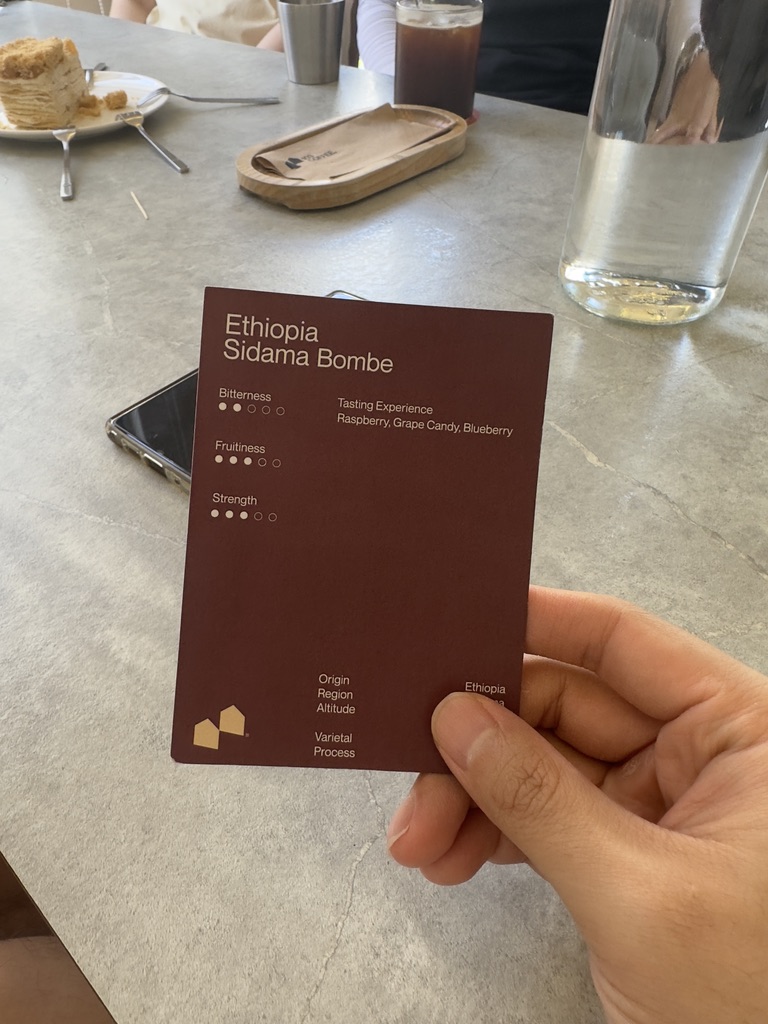 Ethiopia
Sidama Bombe
Bitterness
Tasting Experience
Raspberry, Grape Candy, Blueberry
Fruitiness
Strength
Origin Ethiopia
Region
Altitude
Varietal
Process